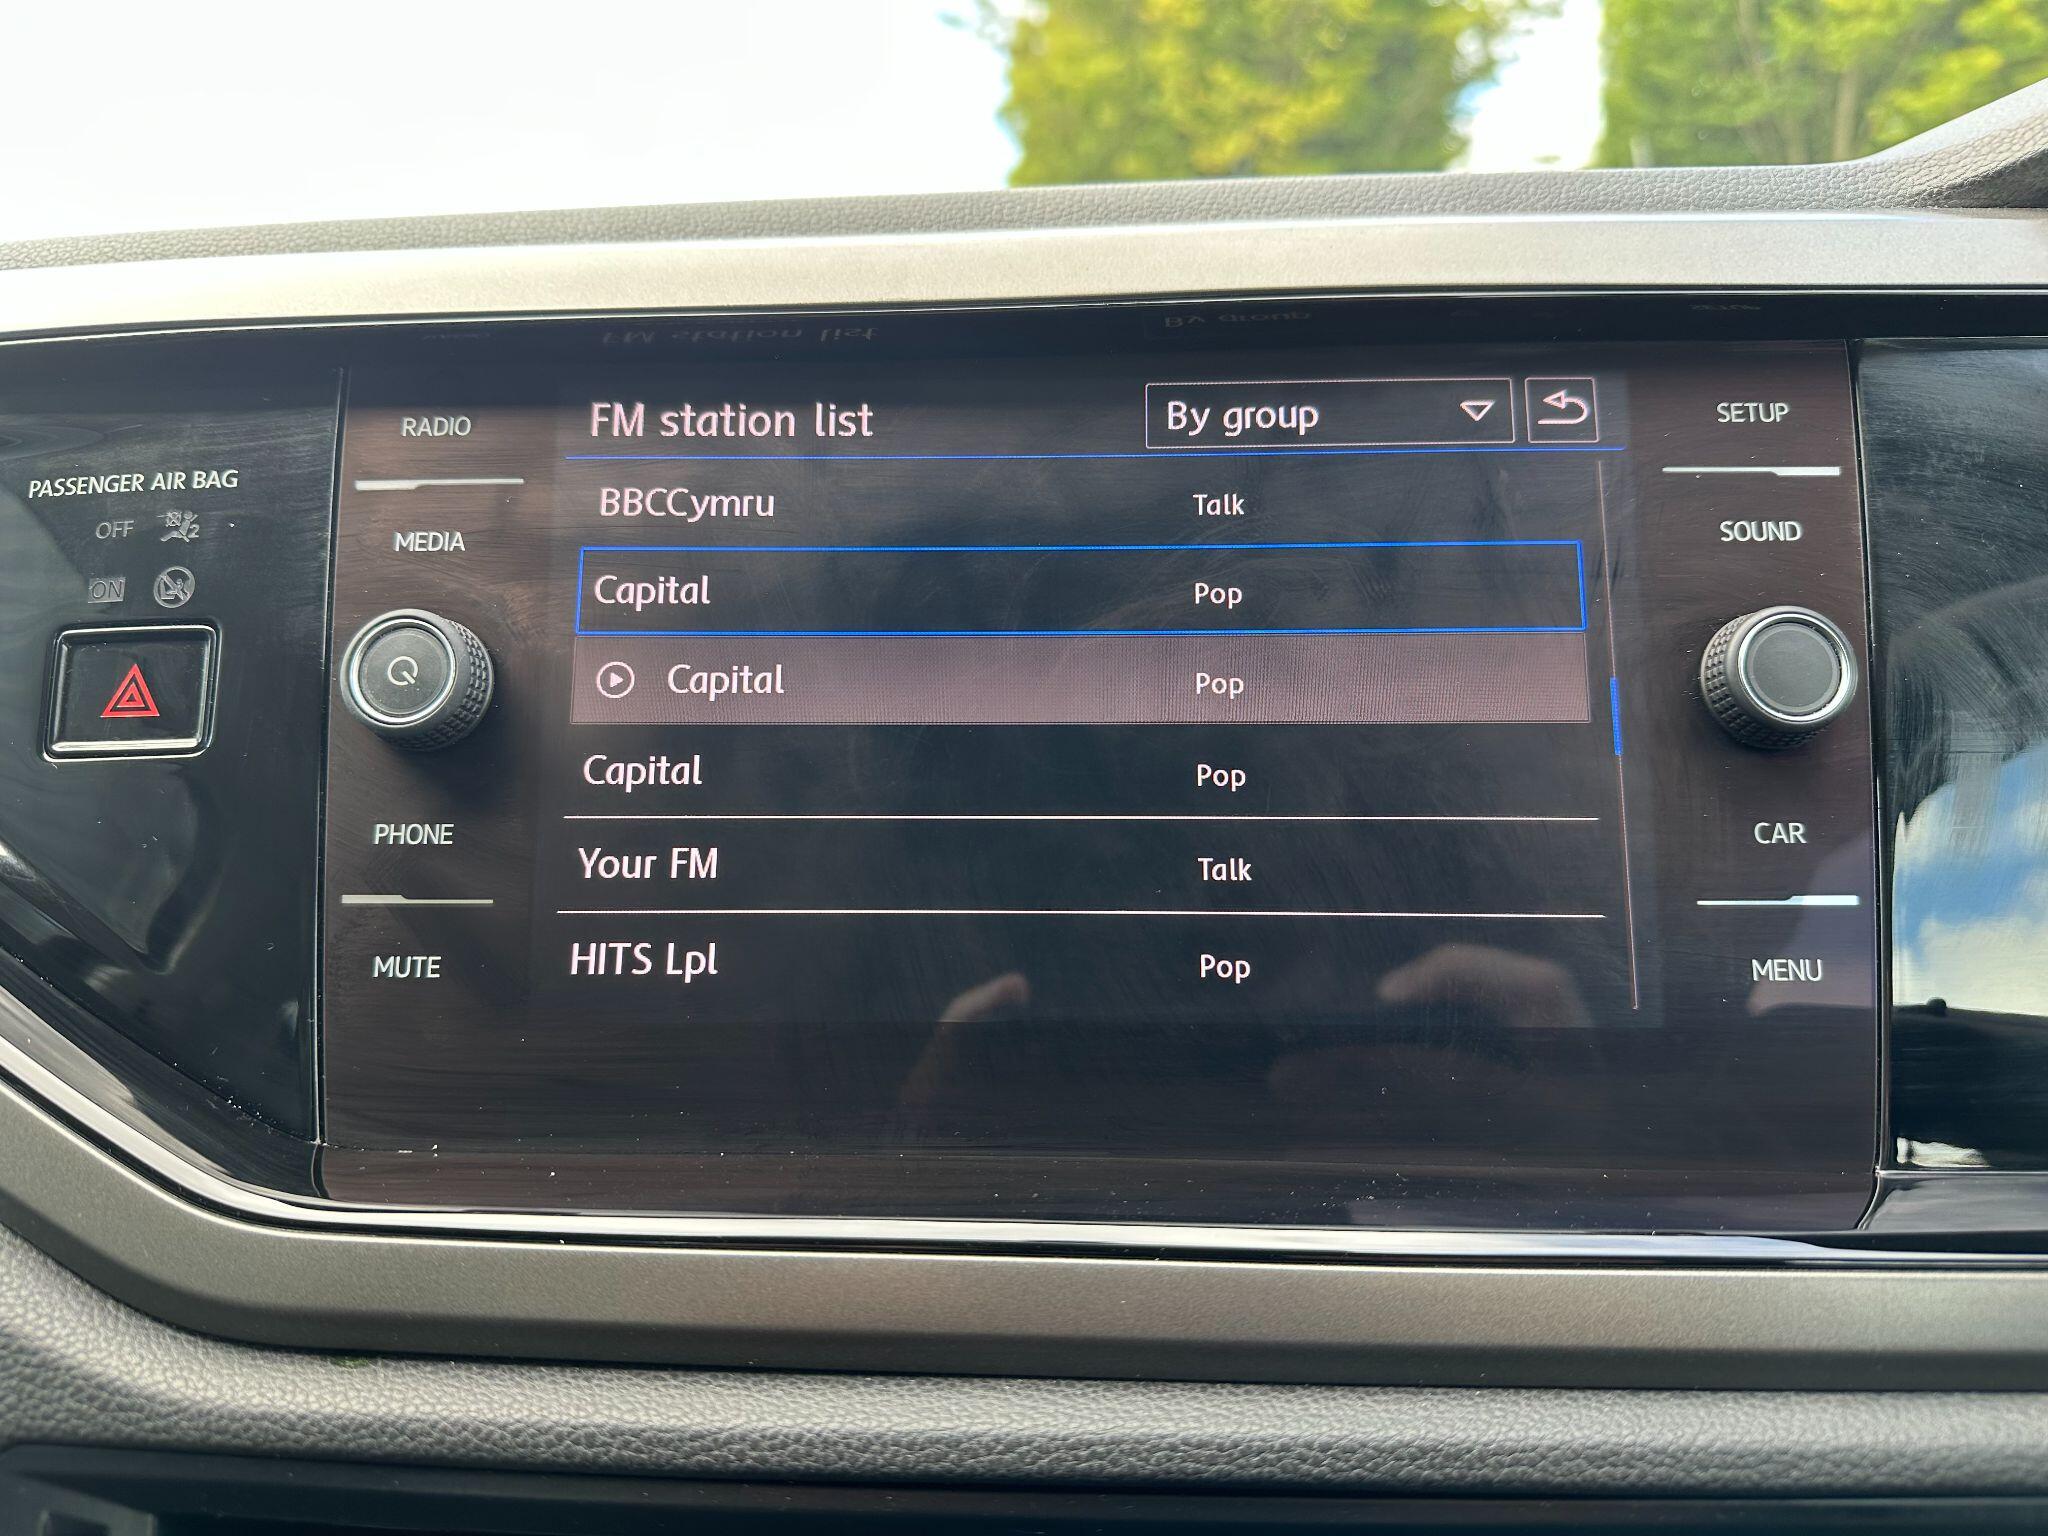 FM station list By group
RADIO
SETUP
PASSENGER AIR BAG
OFF 2
ON
MEDIA
SOUND
BBCCymru Talk
Capital Pop
Capital Pop
Capital Pop
PHONE
CAR
Your FM Talk
HITS Lpl Pop
MUTE
MENU